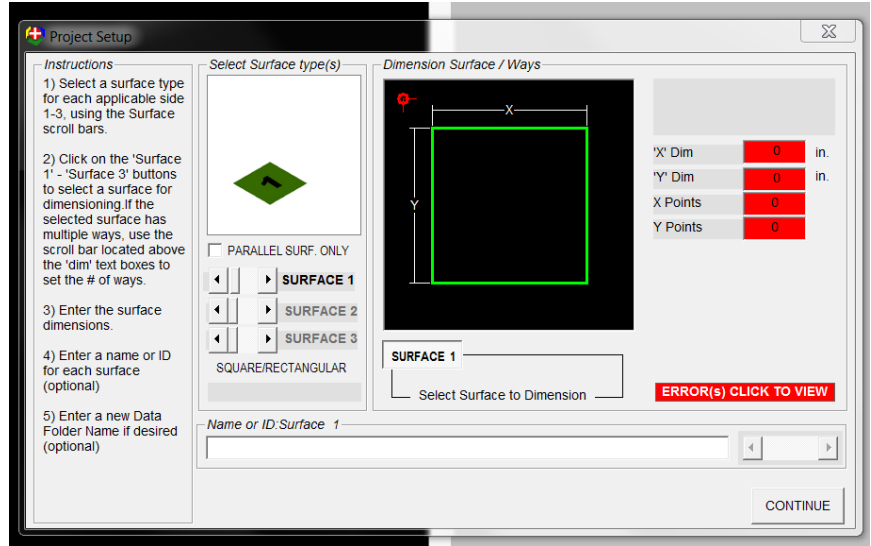 Project Setup
Instructions
1) Select a surface type
for each applicable side
1-3, using the Surface
scroll bars.
2) Click on the 'Surface
1' - 'Surface 3' buttons
to select a surface for
dimensioning.If the
selected surface has
multiple ways, use the
scroll bar located above
the 'dim' text boxes to
set the # of ways.
3) Enter the surface
dimensions.
4) Enter a name or ID
for each surface
(optional)
5) Enter a new Data
Folder Name if desired
(optional)
Select Surface type(s)
1
PARALLEL SURF. ONLY
SURFACE 1
SURFACE 2
SURFACE 3
SQUARE/RECTANGULAR
Dimension Surface / Ways
X
Y
SURFACE 1
Select Surface to Dimension
'X' Dim 0 in.
'Y' Dim 0 in.
X Points 0
Y Points 0
ERROR(s) CLICK TO VIEW
Name or ID:Surface 1
CONTINUE